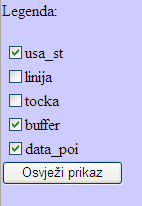 Legenda:
usa_st
linija
tocka
buffer
data_poi
Osvježi prikaz